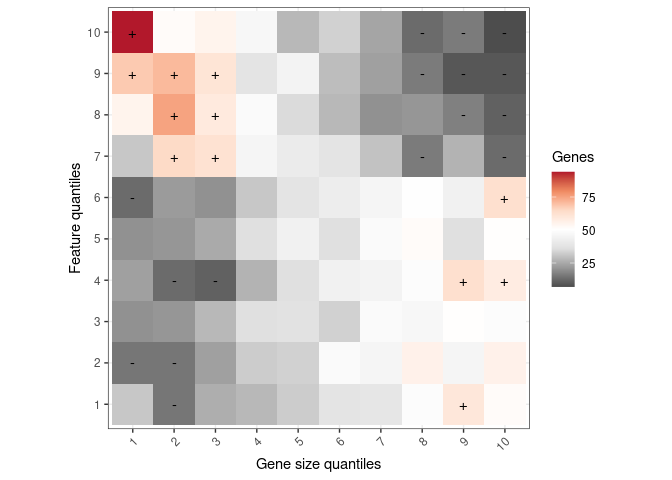 10 + - - -
9 + + + - - -
8 + + - -
7 + + - -
6 - +
5
4 - - + +
3
2 - -
1 - +
1 2 3 4 5 6 7 8 9 10
Gene size quantiles
Feature quantiles
Genes
75
50
25